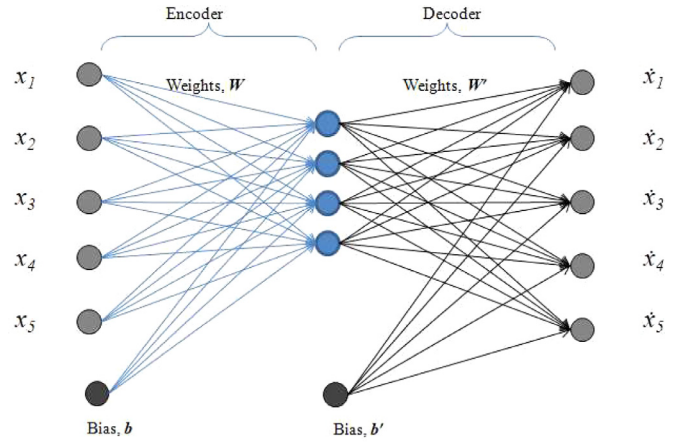 Encoder Decoder
Weights, W Weights, W'
x1 ẋ1
x2 ẋ2
x3 ẋ3
x4 ẋ4
x5 ẋ5
Bias, b Bias, b'